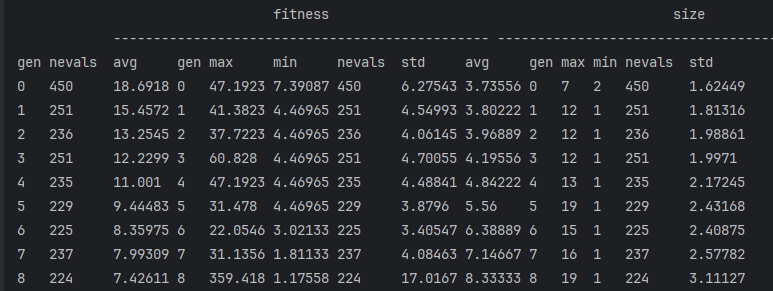 fitness size
----------------------------------------------- -----------------------------------
gen nevals avg gen max min nevals std avg gen max min nevals std
0 450 18.6918 0 47.1923 7.39087 450 6.27543 3.73556 0 7 2 450 1.62449
1 251 15.4572 1 41.3823 4.46965 251 4.54993 3.80222 1 12 1 251 1.81316
2 236 13.2545 2 37.7223 4.46965 236 4.06145 3.96889 2 12 1 236 1.98861
3 251 12.2299 3 60.828 4.46965 251 4.70055 4.19556 3 12 1 251 1.9971
4 235 11.001 4 47.1923 4.46965 235 4.48841 4.84222 4 13 1 235 2.17245
5 229 9.44483 5 31.478 4.46965 229 3.8796 5.56 5 19 1 229 2.43168
6 225 8.35975 6 22.0546 3.02133 225 3.40547 6.38889 6 15 1 225 2.40875
7 237 7.99309 7 31.1356 1.81133 237 4.08463 7.14667 7 16 1 237 2.57782
8 224 7.42611 8 359.418 1.17558 224 17.0167 8.33333 8 19 1 224 3.11127